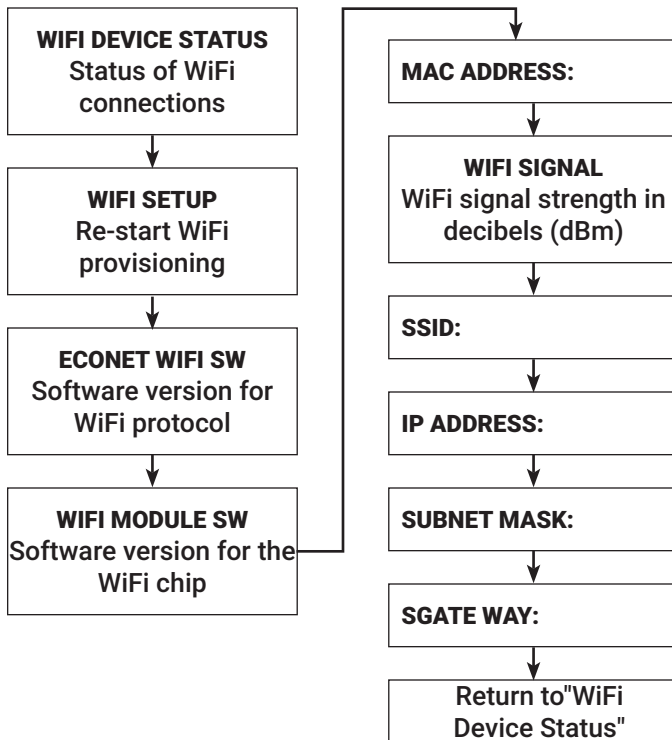 WIFI DEVICE STATUS
Status of WiFi
connections
WIFI SETUP
Re-start WiFi
provisioning
ECONET WIFI SW
Software version for
WiFi protocol
WIFI MODULE SW
Software version for the
WiFi chip
MAC ADDRESS:
WIFI SIGNAL
WiFi signal strength in
decibels (dBm)
SSID:
IP ADDRESS:
SUBNET MASK:
SGATE WAY:
Return to"WiFi
Device Status"